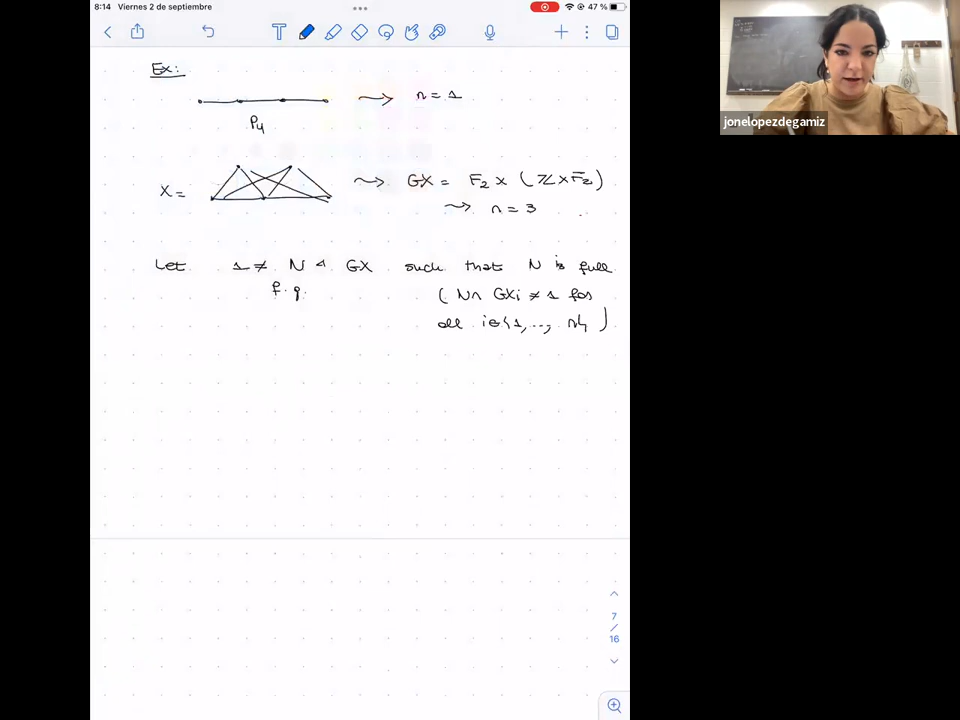 8:14 Viernes 2 de septiembre
47 %
Ex:
P4 ⇝ n = 1
X = ⇝ GX = F2 × (ℤ × F2)
⇝ n = 3
Let 1 ≠ N ◁ GX such that N is full
f.g. (N ∩ GXi ≠ 1 for
all i ∈ {1, ..., n})
7
/
16
jonelopezdegamiz